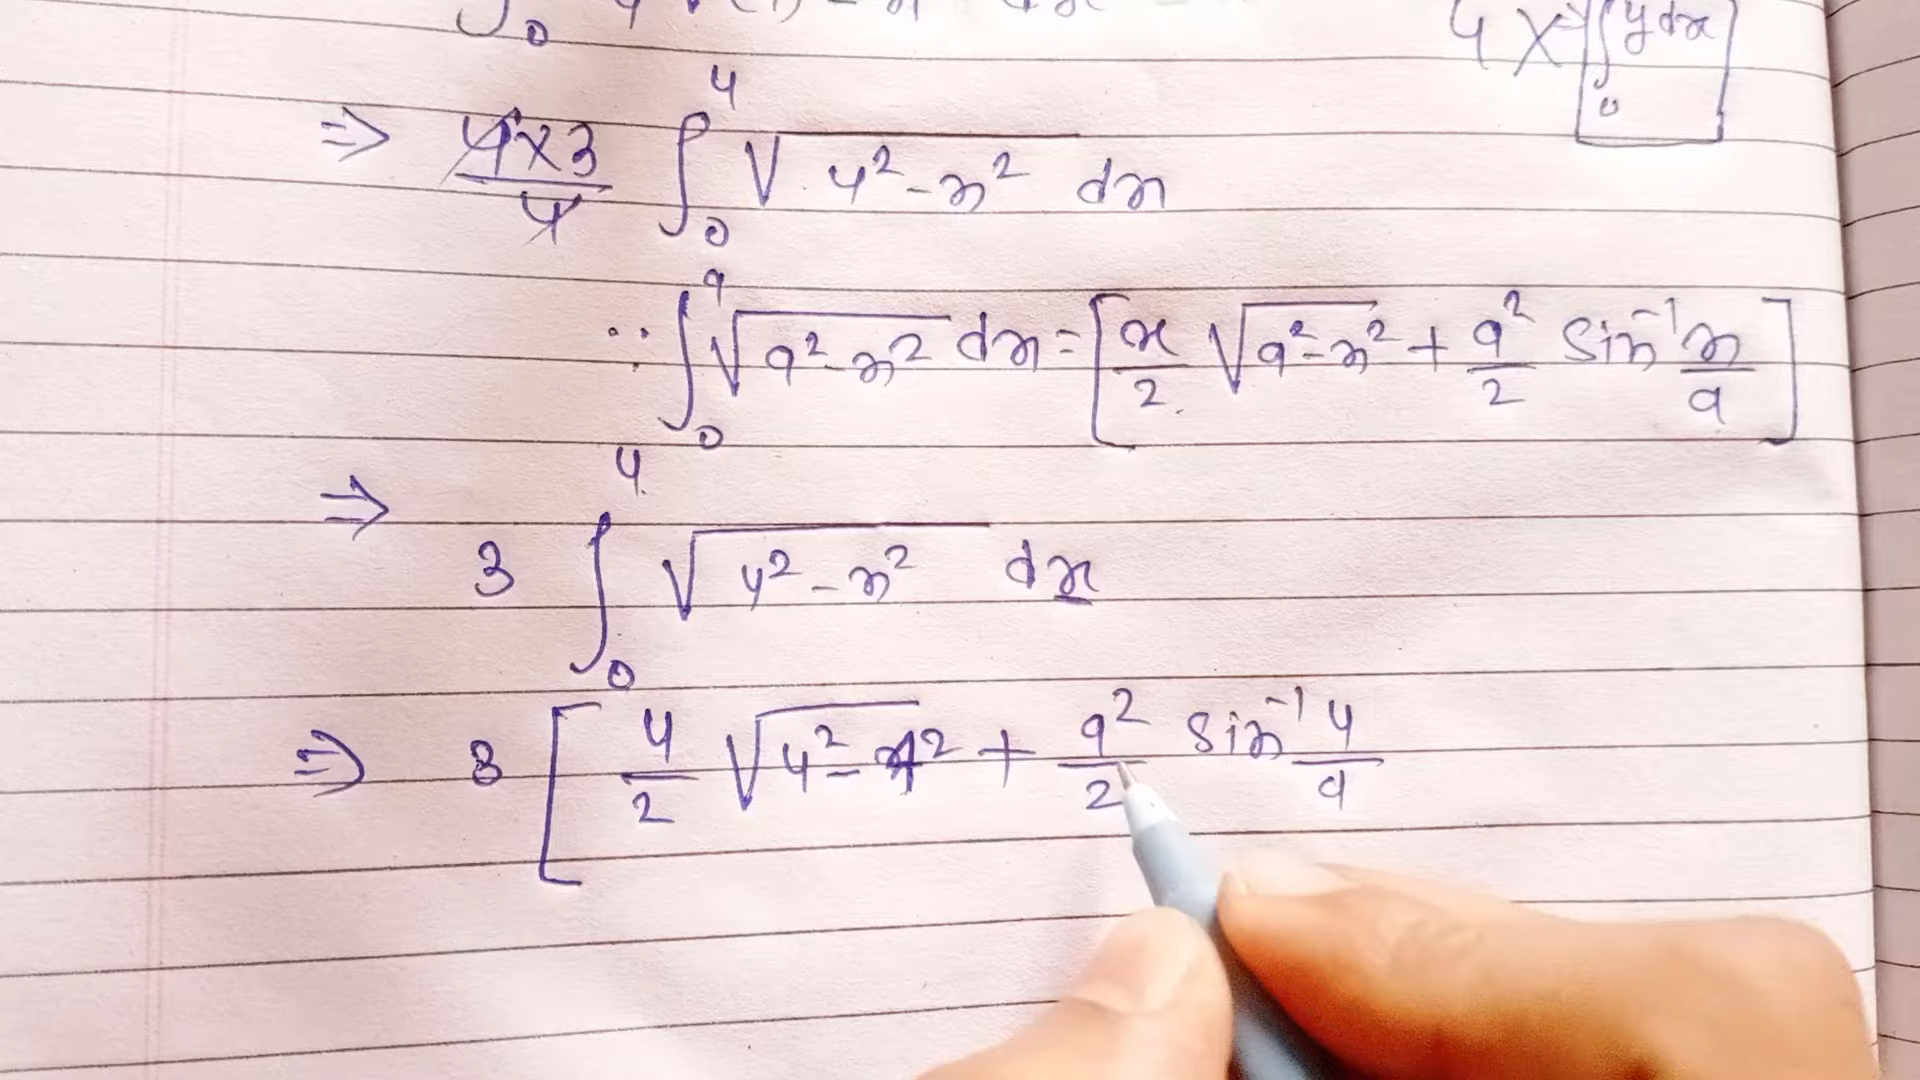 4 × ∫₀ y dx
⇒ 4×3/4 ∫₀⁴ √(4²-x²) dx
∵ ∫₀ᵃ √(a²-x²) dx = [x/2 √(a²-x²) + a²/2 Sin⁻¹ x/a]
⇒ 3 ∫₀⁴ √(4²-x²) dx
⇒ 3 [4/2 √(4²-4²) + a²/2 Sin⁻¹ 4/a